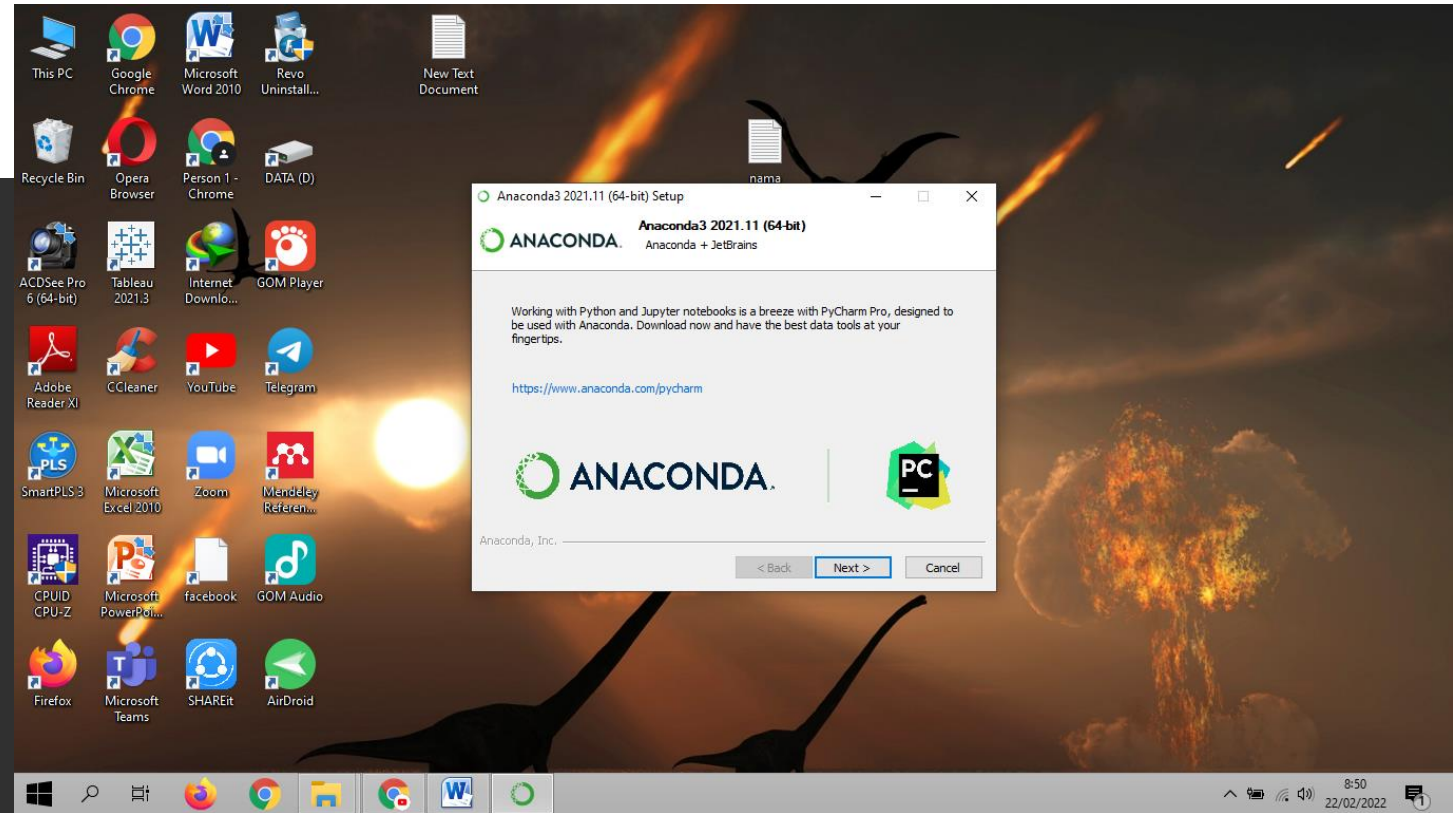 This PC
Google
Chrome
Microsoft
Word 2010
Revo
Uninstall...
New Text
Document
Recycle Bin
Opera
Browser
Person 1 -
Chrome
DATA (D)
nama
ACDSee Pro
6 (64-bit)
Tableau
2021.3
Internet
Downlo...
GOM Player
Adobe
Reader XI
CCleaner
YouTube
Telegram
PLS
SmartPLS 3
Microsoft
Excel 2010
Zoom
Mendeley
Referen...
CPUID
CPU-Z
Microsoft
PowerPoi...
facebook
GOM Audio
Firefox
Microsoft
Teams
SHAREit
AirDroid
Anaconda3 2021.11 (64-bit) Setup
ANACONDA.
Anaconda3 2021.11 (64-bit)
Anaconda + JetBrains
Working with Python and Jupyter notebooks is a breeze with PyCharm Pro, designed to
be used with Anaconda. Download now and have the best data tools at your
fingertips.
https://www.anaconda.com/pycharm
ANACONDA.
PC
Anaconda, Inc.
< Back
Next >
Cancel
8:50
22/02/2022
1